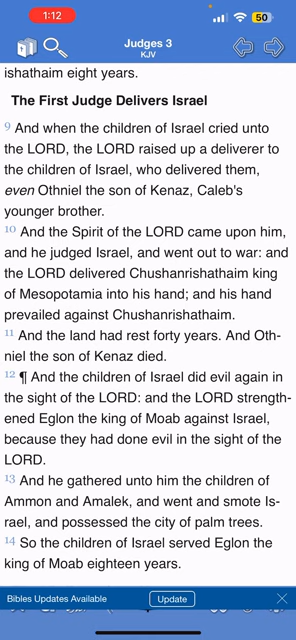 1:12
50
Judges 3
KJV
ishathaim eight years.
The First Judge Delivers Israel
9 And when the children of Israel cried unto
the LORD, the LORD raised up a deliverer to
the children of Israel, who delivered them,
even Othniel the son of Kenaz, Caleb's
younger brother.
10 And the Spirit of the LORD came upon him,
and he judged Israel, and went out to war: and
the LORD delivered Chushanrishathaim king
of Mesopotamia into his hand; and his hand
prevailed against Chushanrishathaim.
11 And the land had rest forty years. And Oth-
niel the son of Kenaz died.
12 ¶ And the children of Israel did evil again in
the sight of the LORD: and the LORD strength-
ened Eglon the king of Moab against Israel,
because they had done evil in the sight of the
LORD.
13 And he gathered unto him the children of
Ammon and Amalek, and went and smote Is-
rael, and possessed the city of palm trees.
14 So the children of Israel served Eglon the
king of Moab eighteen years.
Bibles Updates Available
Update